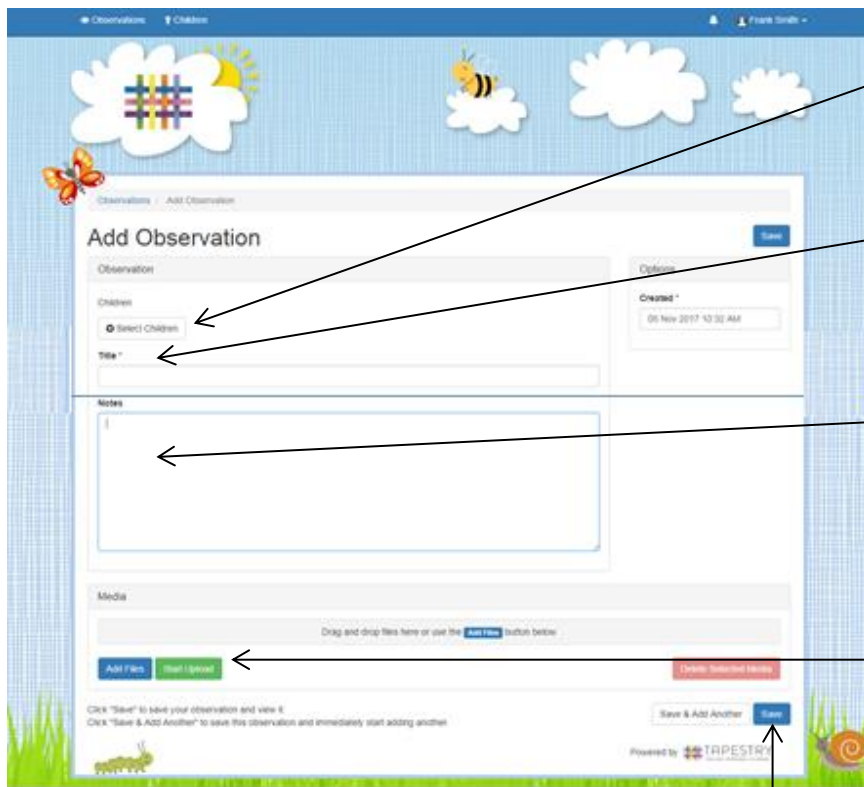 Observations Children Frank Smith
Observations / Add Observation
Add Observation Save
Observation Options
Children Created *
Select Children 06 Nov 2017 10:32 AM
Title *
Notes
Media
Drag and drop files here or use the Add Files button below
Add Files Start Upload Delete Selected Media
Click "Save" to save your observation and view it
Click "Save & Add Another" to save this observation and immediately start adding another
Save & Add Another Save
Powered by TAPESTRY